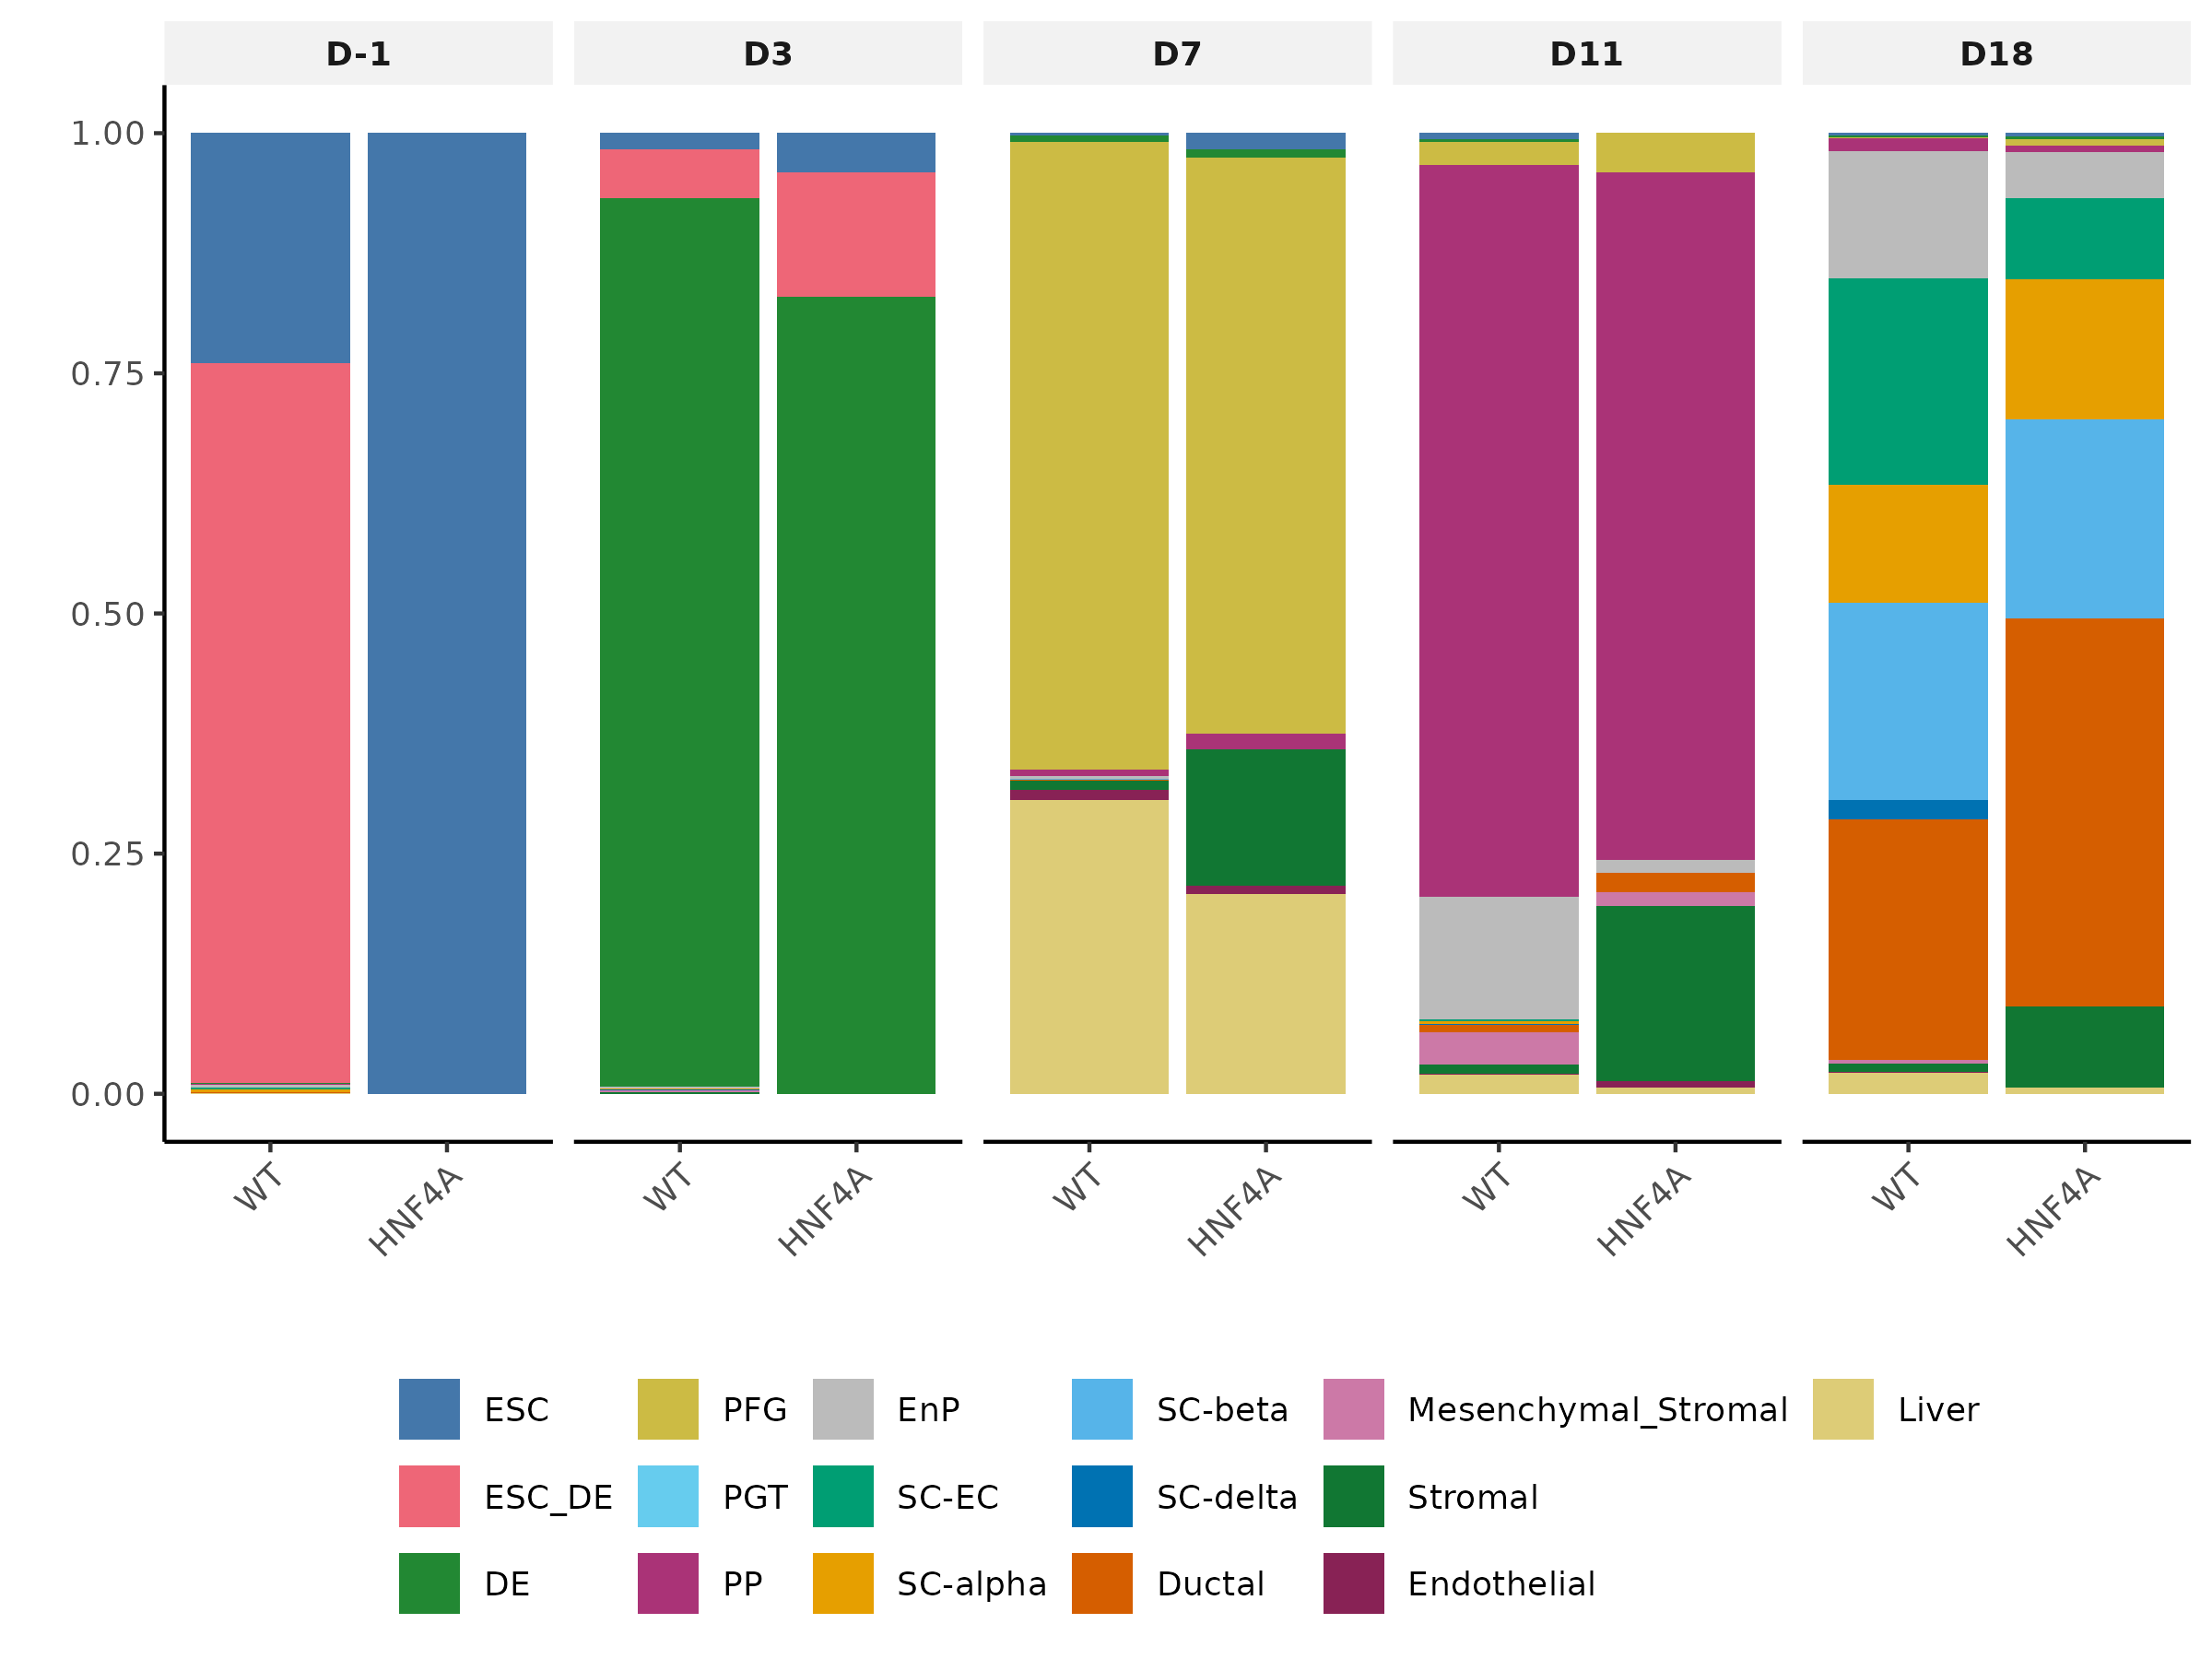 D-1 D3 D7 D11 D18
1.00
0.75
0.50
0.25
0.00
WT HNF4A WT HNF4A WT HNF4A WT HNF4A WT HNF4A
ESC PFG EnP SC-beta Mesenchymal_Stromal Liver
ESC_DE PGT SC-EC SC-delta Stromal
DE PP SC-alpha Ductal Endothelial